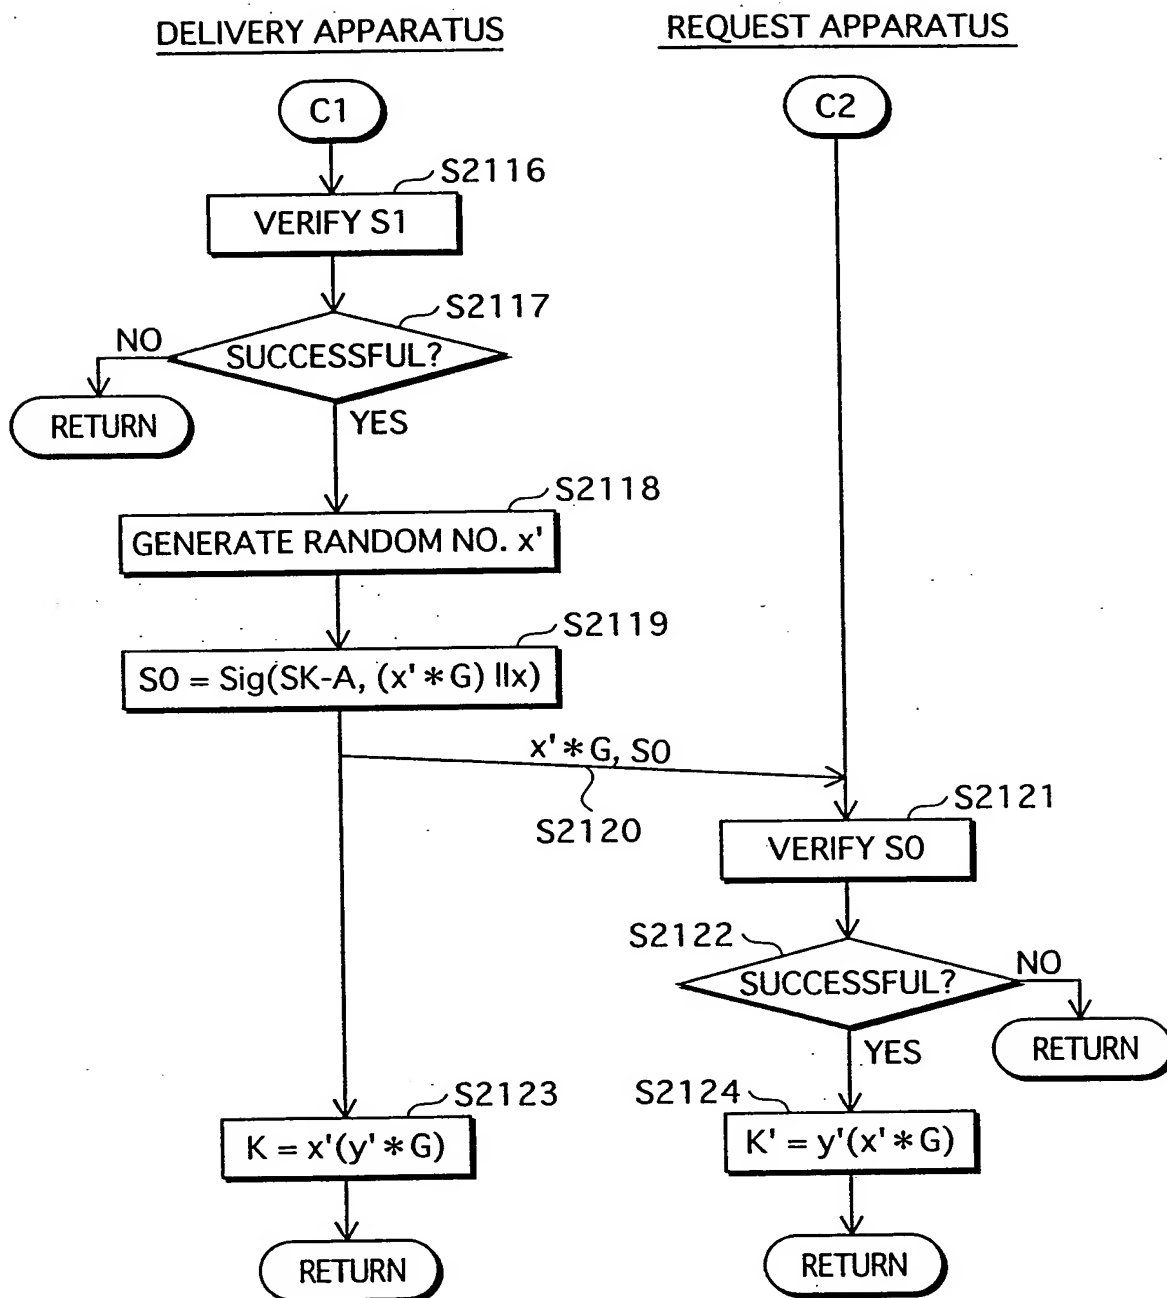 DELIVERY APPARATUS
REQUEST APPARATUS
C1
C2
S2116
VERIFY S1
S2117
NO
SUCCESSFUL?
RETURN
YES
S2118
GENERATE RANDOM NO. x'
S2119
S0 = Sig(SK-A, (x' * G) llx)
x' * G, S0
S2120
S2121
VERIFY S0
S2122
SUCCESSFUL?
NO
YES
RETURN
S2123
K = x'(y' * G)
S2124
K' = y'(x' * G)
RETURN
RETURN